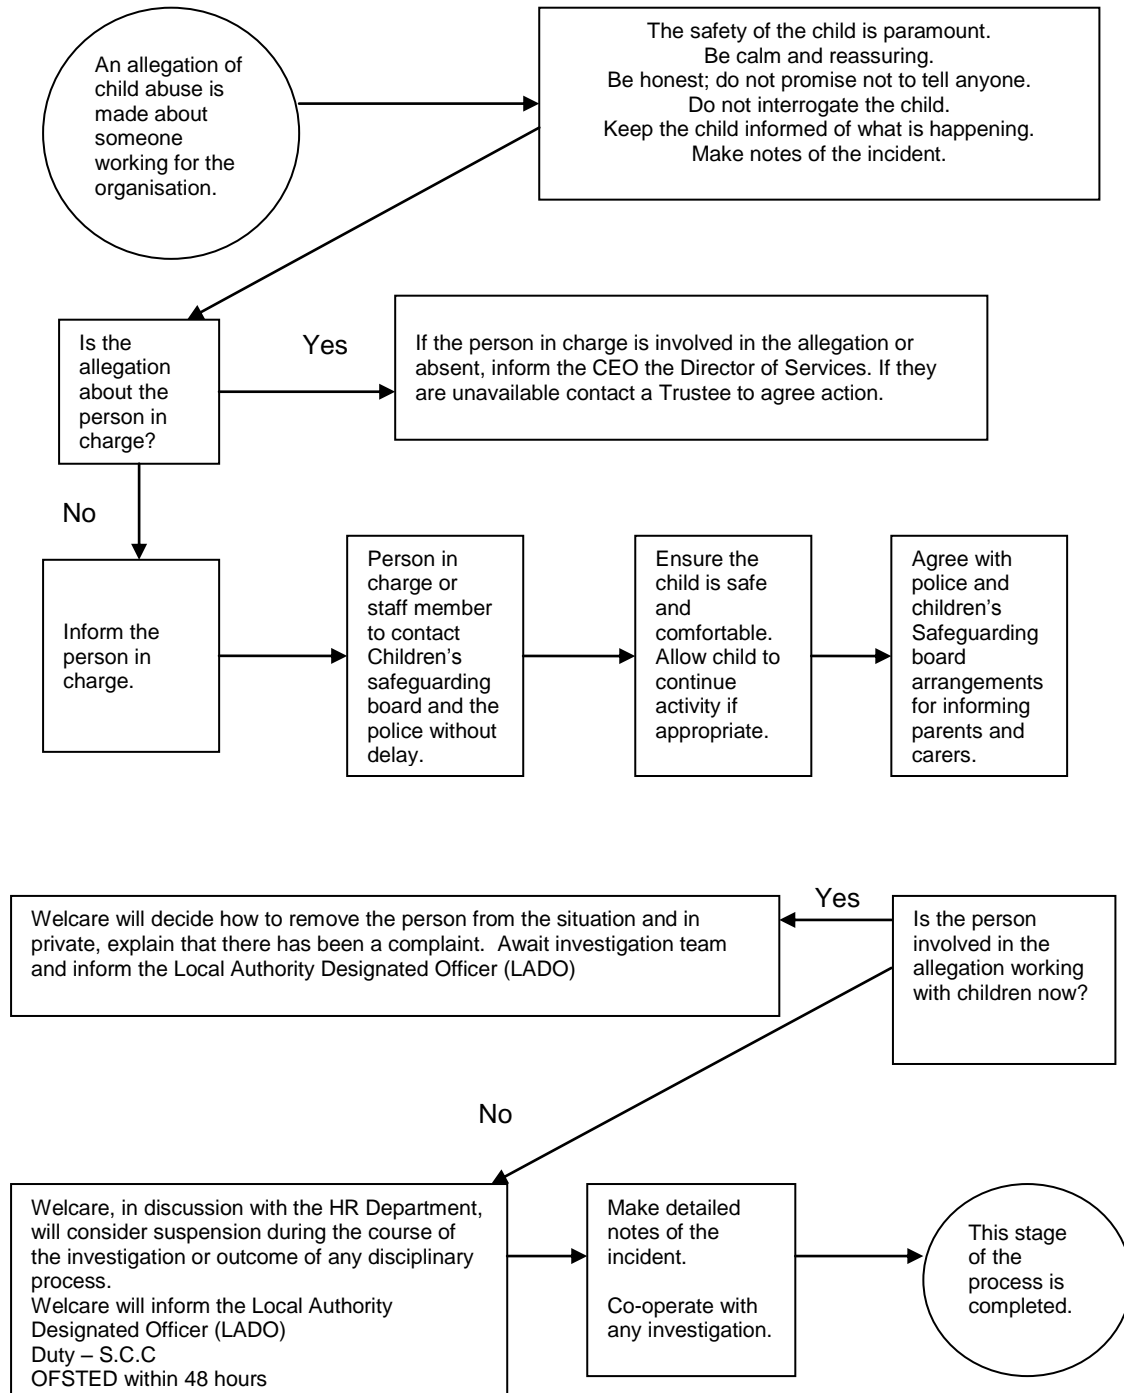 An allegation of
child abuse is
made about
someone
working for the
organisation.
The safety of the child is paramount.
Be calm and reassuring.
Be honest; do not promise not to tell anyone.
Do not interrogate the child.
Keep the child informed of what is happening.
Make notes of the incident.
Is the
allegation
about the
person in
charge?
Yes
If the person in charge is involved in the allegation or
absent, inform the CEO the Director of Services. If they
are unavailable contact a Trustee to agree action.
No
Inform the
person in
charge.
Person in
charge or
staff member
to contact
Children's
safeguarding
board and the
police without
delay.
Ensure the
child is safe
and
comfortable.
Allow child to
continue
activity if
appropriate.
Agree with
police and
children's
Safeguarding
board
arrangements
for informing
parents and
carers.
Is the person
involved in the
allegation working
with children now?
Yes
Welcare will decide how to remove the person from the situation and in
private, explain that there has been a complaint.  Await investigation team
and inform the Local Authority Designated Officer (LADO)
No
Welcare, in discussion with the HR Department,
will consider suspension during the course of
the investigation or outcome of any disciplinary
process.
Welcare will inform the Local Authority
Designated Officer (LADO)
Duty – S.C.C
OFSTED within 48 hours
Make detailed
notes of the
incident.
Co-operate with
any investigation.
This stage
of the
process is
completed.